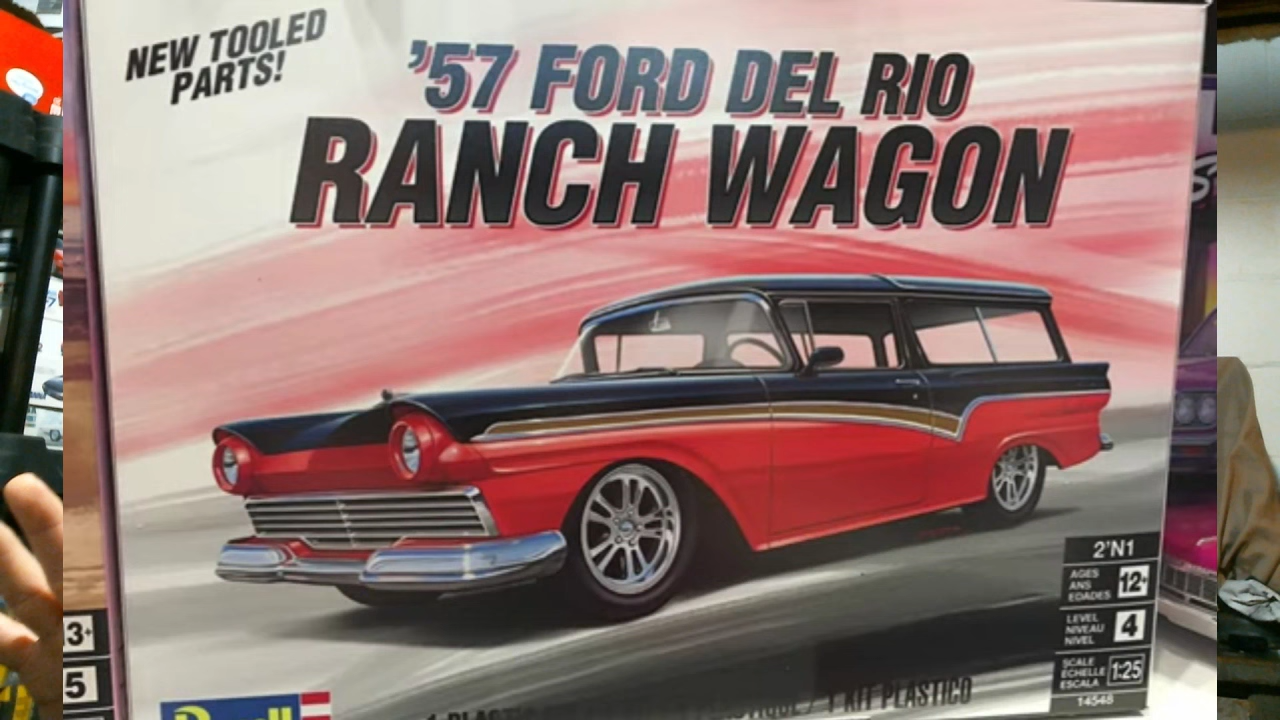 NEW TOOLED
PARTS!
'57 FORD DEL RIO
RANCH WAGON
2'N1
AGES
ANS
EDADES
12+
LEVEL
NIVEAU
NIVEL
4
SCALE
ECHELLE
ESCALA
1:25
14548
3+
5
Revell
1 KIT PLASTICO